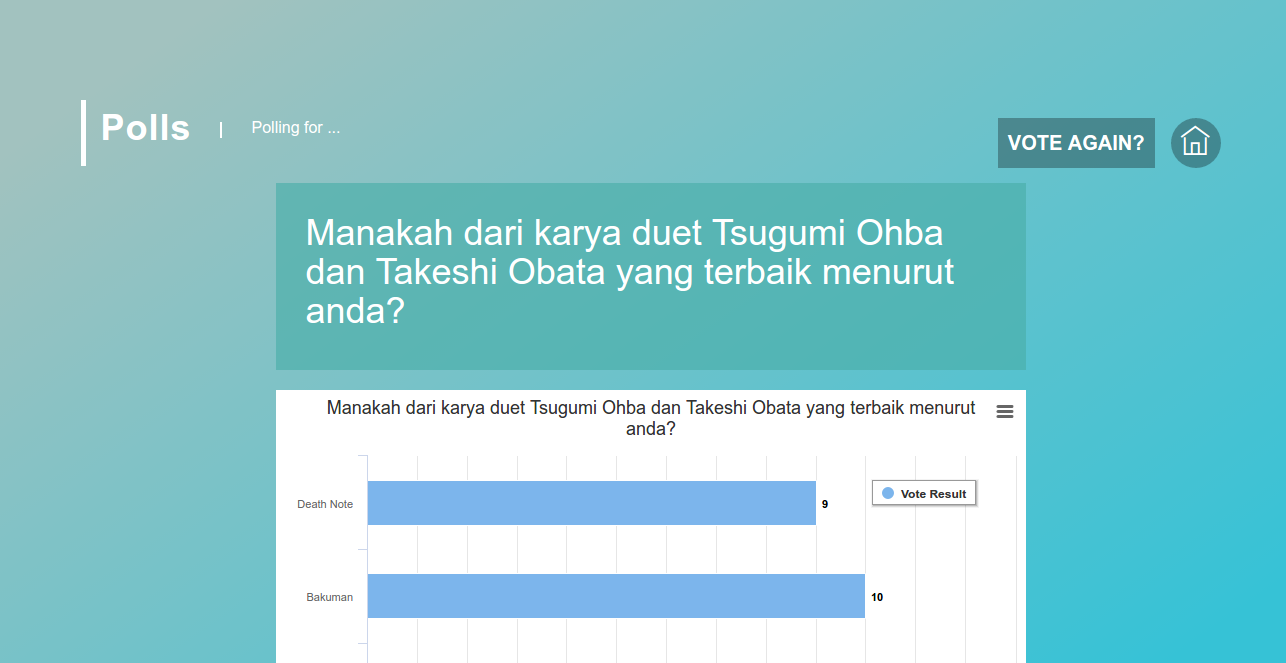 Polls
|
Polling for ...
VOTE AGAIN?
Manakah dari karya duet Tsugumi Ohba
dan Takeshi Obata yang terbaik menurut
anda?
Manakah dari karya duet Tsugumi Ohba dan Takeshi Obata yang terbaik menurut
anda?
Vote Result
Death Note
9
Bakuman
10